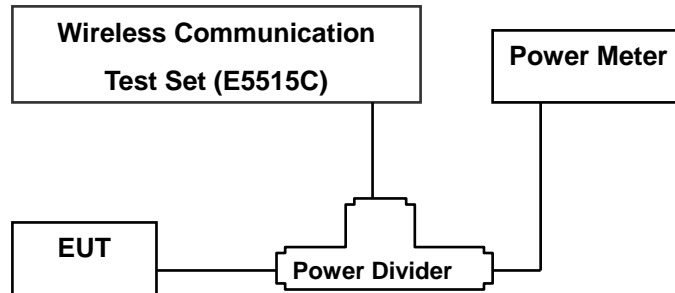 Wireless Communication
Test Set (E5515C)
Power Meter
EUT
Power Divider